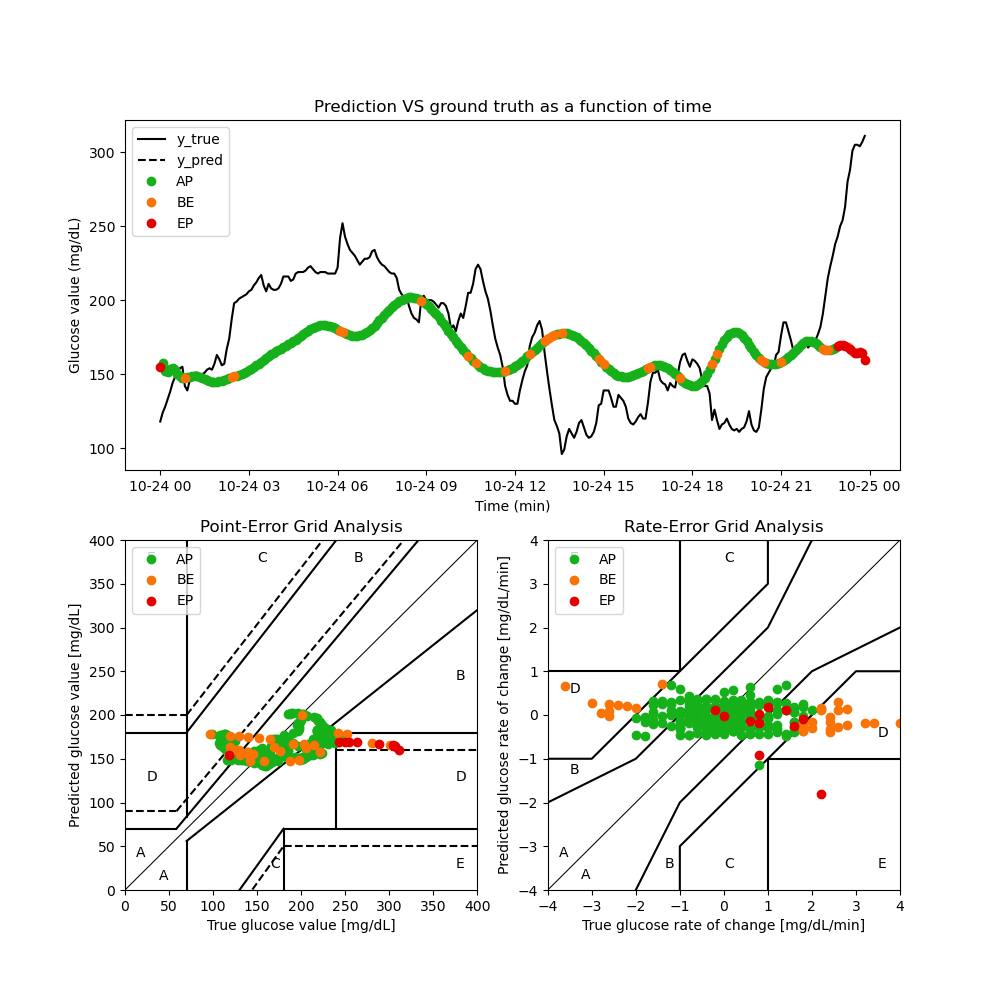 Prediction VS ground truth as a function of time
Glucose value (mg/dL)
300
250
200
150
100
y_true
y_pred
AP
BE
EP
10-24 00 10-24 03 10-24 06 10-24 09 10-24 12 10-24 15 10-24 18 10-24 21 10-25 00
Time (min)
Point-Error Grid Analysis
Predicted glucose value [mg/dL]
400
350
300
250
200
150
100
50
0
AP
BE
EP
C B
B
D D
A
A
C E
0 50 100 150 200 250 300 350 400
True glucose value [mg/dL]
Rate-Error Grid Analysis
Predicted glucose rate of change [mg/dL/min]
4
3
2
1
0
−1
−2
−3
−4
AP
BE
EP
C
D
D
B
A
A
B C E
−4 −3 −2 −1 0 1 2 3 4
True glucose rate of change [mg/dL/min]